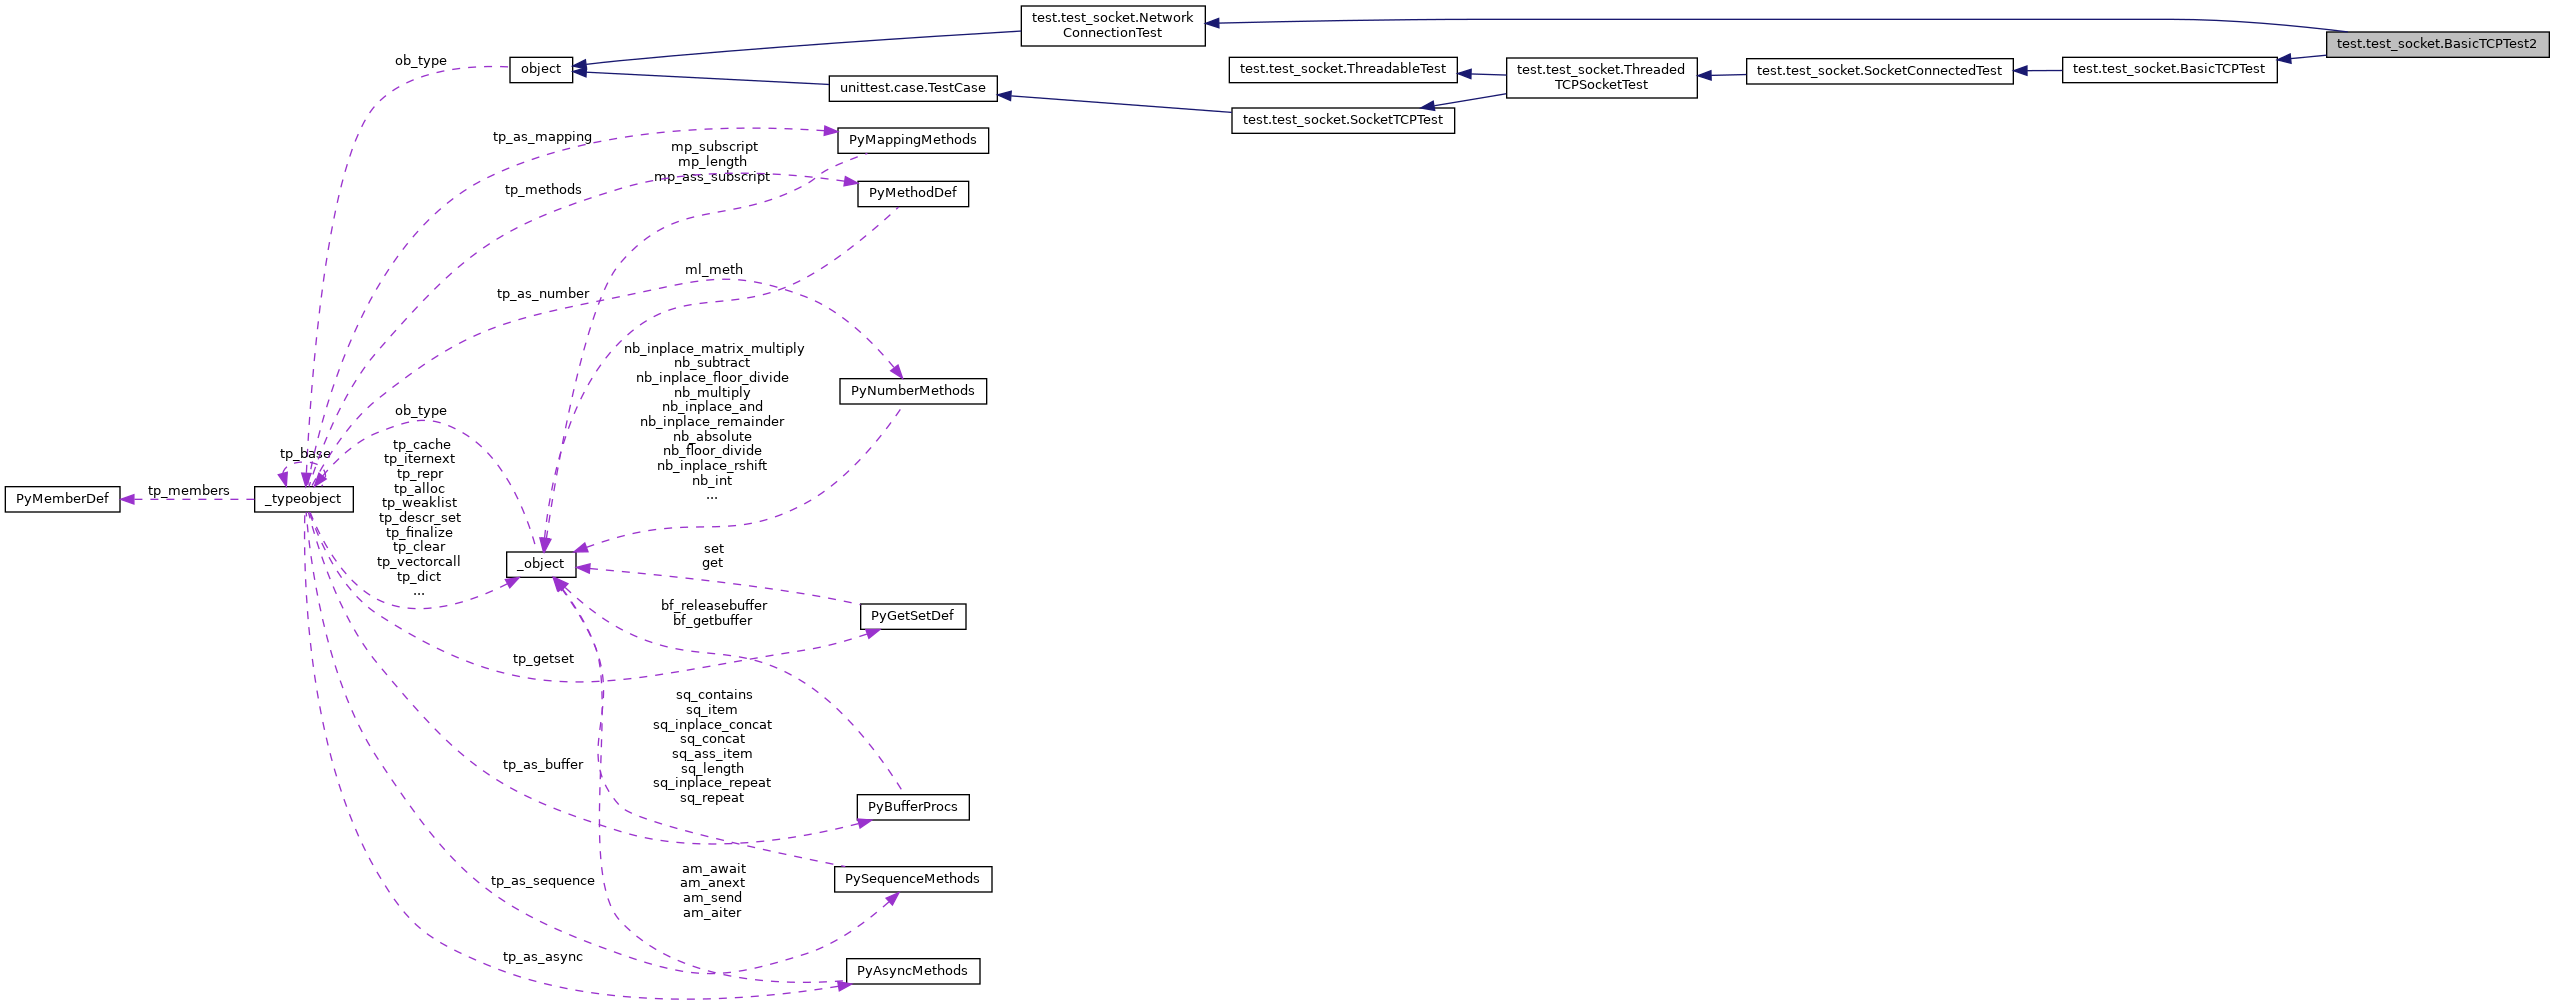 test.test_socket.Network
ConnectionTest
test.test_socket.BasicTCPTest2
ob_type
object
test.test_socket.ThreadableTest
test.test_socket.Threaded
TCPSocketTest
test.test_socket.SocketConnectedTest
test.test_socket.BasicTCPTest
unittest.case.TestCase
test.test_socket.SocketTCPTest
tp_as_mapping
PyMappingMethods
mp_subscript
mp_length
mp_ass_subscript
tp_methods
PyMethodDef
ml_meth
tp_as_number
nb_inplace_matrix_multiply
nb_subtract
nb_inplace_floor_divide
nb_multiply
nb_inplace_and
nb_inplace_remainder
nb_absolute
nb_floor_divide
nb_inplace_rshift
nb_int
...
PyNumberMethods
ob_type
tp_cache
tp_iternext
tp_repr
tp_alloc
tp_weaklist
tp_descr_set
tp_finalize
tp_clear
tp_vectorcall
tp_dict
...
tp_base
PyMemberDef
tp_members
_typeobject
_object
set
get
PyGetSetDef
bf_releasebuffer
bf_getbuffer
tp_getset
sq_contains
sq_item
sq_inplace_concat
sq_concat
sq_ass_item
sq_length
sq_inplace_repeat
sq_repeat
tp_as_buffer
PyBufferProcs
am_await
am_anext
am_send
am_aiter
tp_as_sequence
PySequenceMethods
tp_as_async
PyAsyncMethods